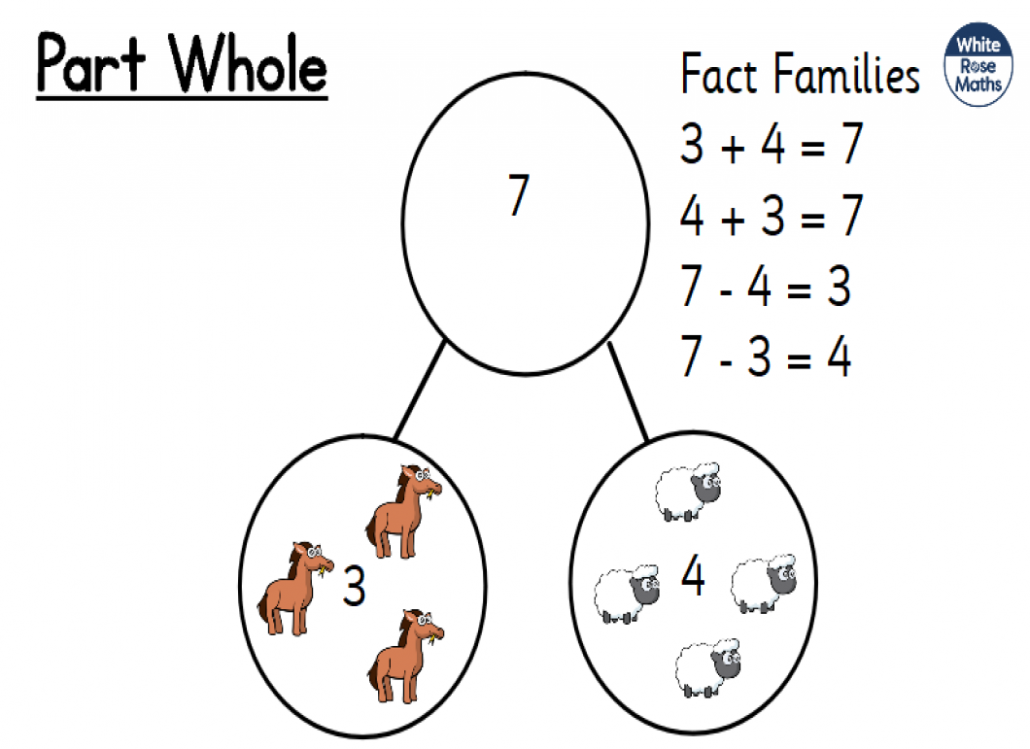 Part Whole
Fact Families
White
Rose
Maths
3 + 4 = 7
4 + 3 = 7
7 - 4 = 3
7 - 3 = 4
7
3
4